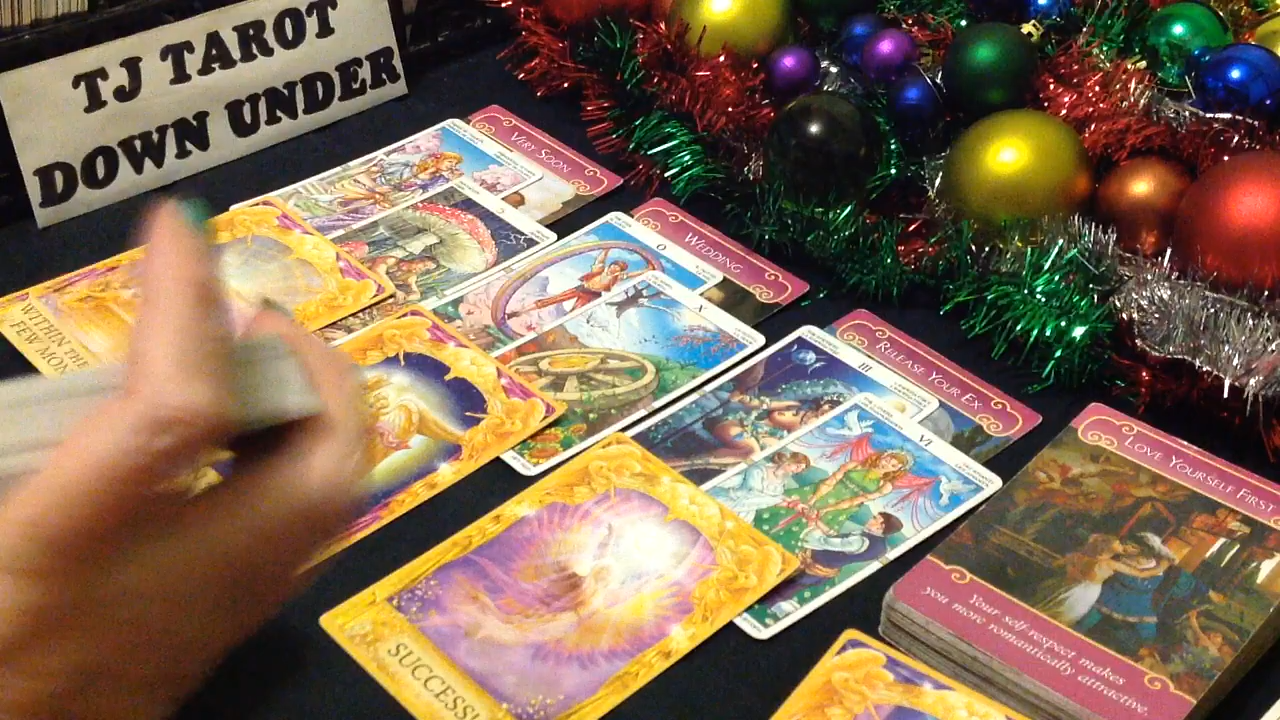 TJ TAROT
DOWN UNDER
VERY SOON
WEDDING
0
X
RELEASE YOUR EX
III
VI
LOVE YOURSELF FIRST
Your self-respect makes
you more romantically attractive.
WITHIN THE
FEW MON
SUCCESS!